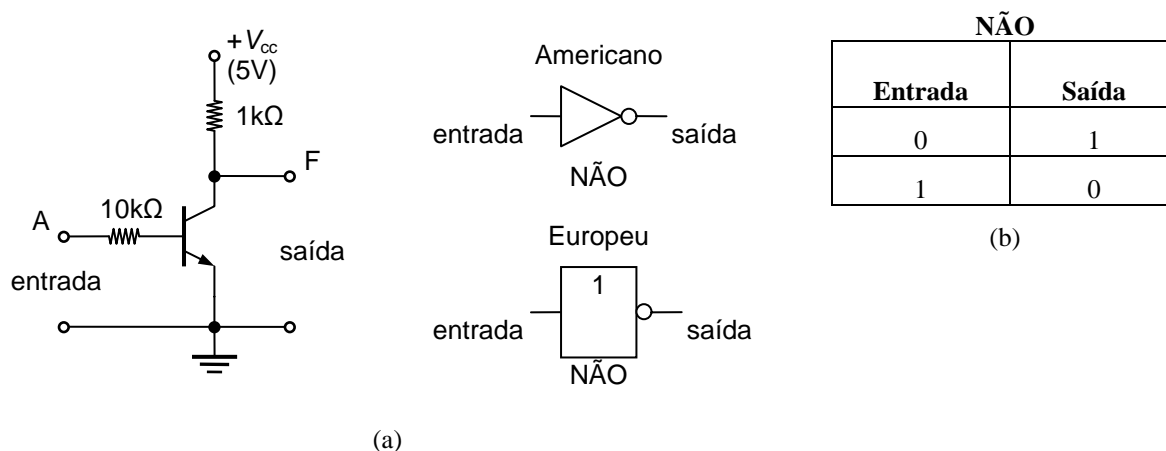 +Vcc
(5V)
1kΩ
F
A
10kΩ
saída
entrada
Americano
entrada
saída
NÃO
Europeu
1
entrada
saída
NÃO
(a)
NÃO
Entrada Saída
0 1
1 0
(b)